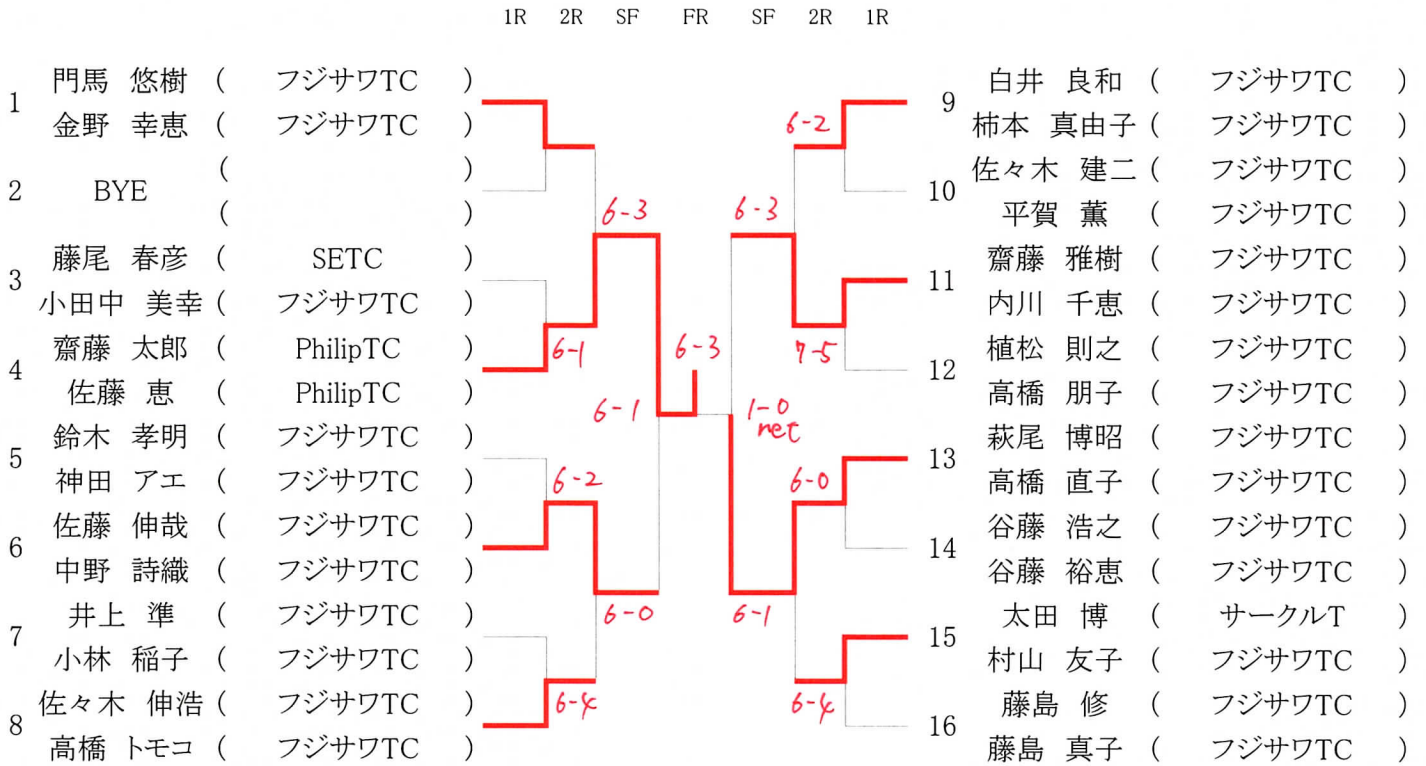 1R 2R SF FR SF 2R 1R
1
門馬 悠樹 ( フジサワTC )
金野 幸恵 ( フジサワTC )
2
( )
BYE
( )
3
藤尾 春彦 ( SETC )
小田中 美幸 ( フジサワTC )
4
齋藤 太郎 ( PhilipTC )
佐藤 恵 ( PhilipTC )
5
鈴木 孝明 ( フジサワTC )
神田 アエ ( フジサワTC )
6
佐藤 伸哉 ( フジサワTC )
中野 詩織 ( フジサワTC )
7
井上 準 ( フジサワTC )
小林 稲子 ( フジサワTC )
8
佐々木 伸浩 ( フジサワTC )
高橋 トモコ ( フジサワTC )
6-3
6-1
6-1
6-2
6-0
6-4
6-3
6-2
6-3
7-5
1-0
net
6-0
6-1
6-4
9
白井 良和 ( フジサワTC )
柿本 真由子 ( フジサワTC )
10
佐々木 建二 ( フジサワTC )
平賀 薫 ( フジサワTC )
11
齋藤 雅樹 ( フジサワTC )
内川 千恵 ( フジサワTC )
12
植松 則之 ( フジサワTC )
高橋 朋子 ( フジサワTC )
13
萩尾 博昭 ( フジサワTC )
高橋 直子 ( フジサワTC )
14
谷藤 浩之 ( フジサワTC )
谷藤 裕恵 ( フジサワTC )
15
太田 博 ( サークルT )
村山 友子 ( フジサワTC )
16
藤島 修 ( フジサワTC )
藤島 真子 ( フジサワTC )